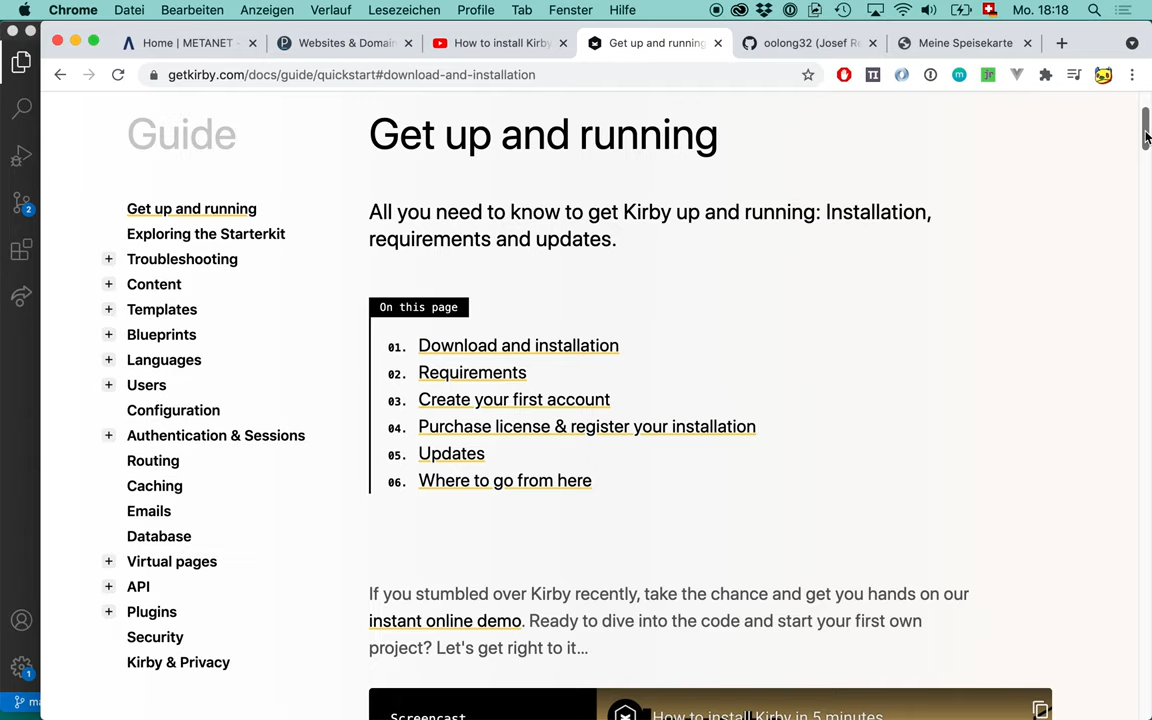 Chrome Datei Bearbeiten Anzeigen Verlauf Lesezeichen Profile Tab Fenster Hilfe Mo. 18:18
Home | METANET - Websites & Domain How to install Kirby Get up and running oolong32 (Josef Re Meine Speisekarte
getkirby.com/docs/guide/quickstart#download-and-installation
Guide
Get up and running
Exploring the Starterkit
Troubleshooting
Content
Templates
Blueprints
Languages
Users
Configuration
Authentication & Sessions
Routing
Caching
Emails
Database
Virtual pages
API
Plugins
Security
Kirby & Privacy
Get up and running
All you need to know to get Kirby up and running: Installation,
requirements and updates.
On this page
01. Download and installation
02. Requirements
03. Create your first account
04. Purchase license & register your installation
05. Updates
06. Where to go from here
If you stumbled over Kirby recently, take the chance and get you hands on our
instant online demo. Ready to dive into the code and start your first own
project? Let's get right to it…
Screencast
How to install Kirby in 5 minutes
2
1